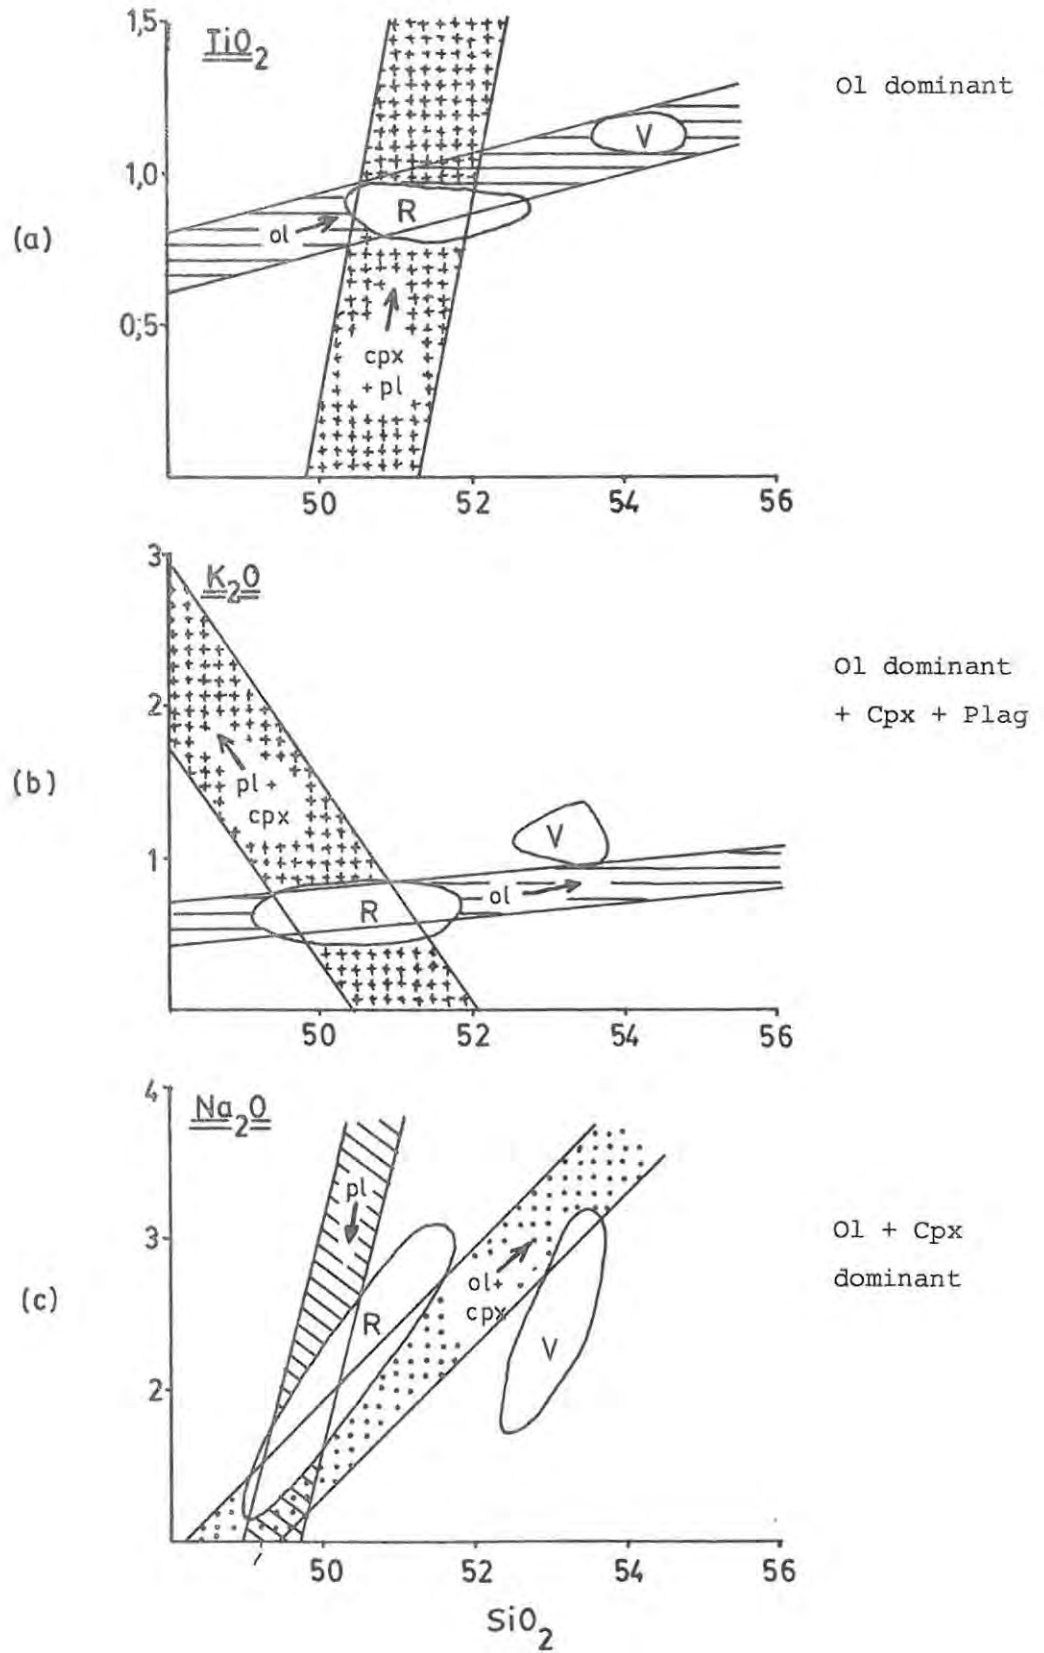 1,5
TiO2
Ol dominant
V
1,0
R
(a)
ol
0,5
cpx
+ pl
50 52 54 56
3
K2O
Ol dominant
2
+ Cpx + Plag
(b)
pl +
cpx
V
1
ol
R
50 52 54 56
4
Na2O
pl
3
Ol + Cpx
ol+
dominant
(c)
cpx
R
V
2
50 52 54 56
SiO2